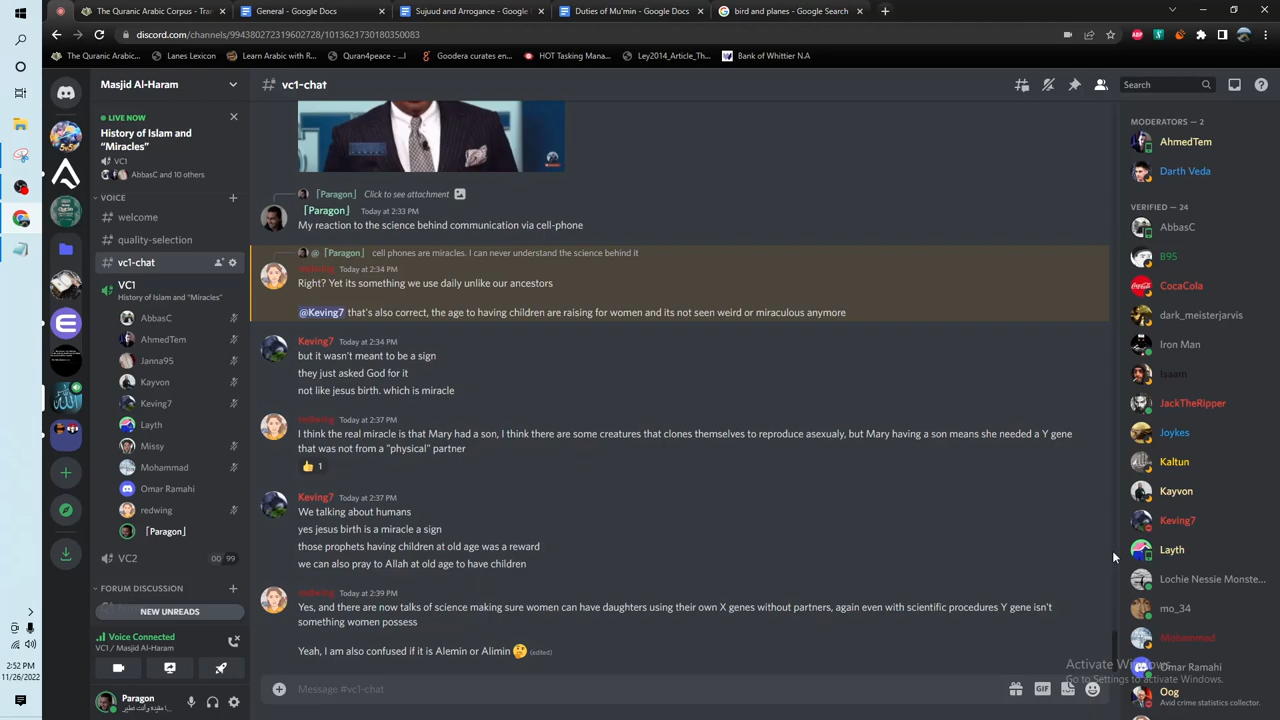 The Quranic Arabic Corpus - Tra
General - Google Docs
Sujuud and Arrogance - Google
Duties of Mu'min - Google Docs
bird and planes - Google Search
discord.com/channels/994380272319602728/1013621730180350083
The Quranic Arabic...
Lanes Lexicon
Learn Arabic with R...
Quran4peace - ...l
Goodera curates en...
HOT Tasking Mana...
Ley2014_Article_Th...
Bank of Whittier N.A
Masjid Al-Haram
vc1-chat
Search
LIVE NOW
History of Islam and
“Miracles”
VC1
AbbasC and 10 others
VOICE
welcome
quality-selection
vc1-chat
VC1
History of Islam and "Miracles"
AbbasC
AhmedTem
Janna95
Kayvon
Keving7
Layth
Missy
Mohammad
Omar Ramahi
redwing
「Paragon」
VC2
00 99
FORUM DISCUSSION
NEW UNREADS
Voice Connected
VC1 / Masjid Al-Haram
Paragon
「Paragon」 Click to see attachment
「Paragon」 Today at 2:33 PM
My reaction to the science behind communication via cell-phone
@「Paragon」 cell phones are miracles. I can never understand the science behind it
redwing Today at 2:34 PM
Right? Yet its something we use daily unlike our ancestors
@Keving7 that's also correct, the age to having children are raising for women and its not seen weird or miraculous anymore
Keving7 Today at 2:34 PM
but it wasn't meant to be a sign
they just asked God for it
not like jesus birth. which is miracle
redwing Today at 2:37 PM
I think the real miracle is that Mary had a son, I think there are some creatures that clones themselves to reproduce asexualy, but Mary having a son means she needed a Y gene
that was not from a "physical" partner
👍 1
Keving7 Today at 2:37 PM
We talking about humans
yes jesus birth is a miracle a sign
those prophets having children at old age was a reward
we can also pray to Allah at old age to have children
redwing Today at 2:39 PM
Yes, and there are now talks of science making sure women can have daughters using their own X genes without partners, again even with scientific procedures Y gene isn't
something women possess
Yeah, I am also confused if it is Alemin or Alimin 🤔 (edited)
Message #vc1-chat
GIF
MODERATORS — 2
AhmedTem
Darth Veda
VERIFIED — 24
AbbasC
B95
CocaCola
dark_meisterjarvis
Iron Man
Isaam
JackTheRipper
Joykes
Kaltun
Kayvon
Keving7
Layth
Lochie Nessie Monste...
mo_34
Mohammad
Omar Ramahi
Oog
Avid crime statistics collector.
Activate Windows
Go to Settings to activate Windows.
2:52 PM
11/26/2022